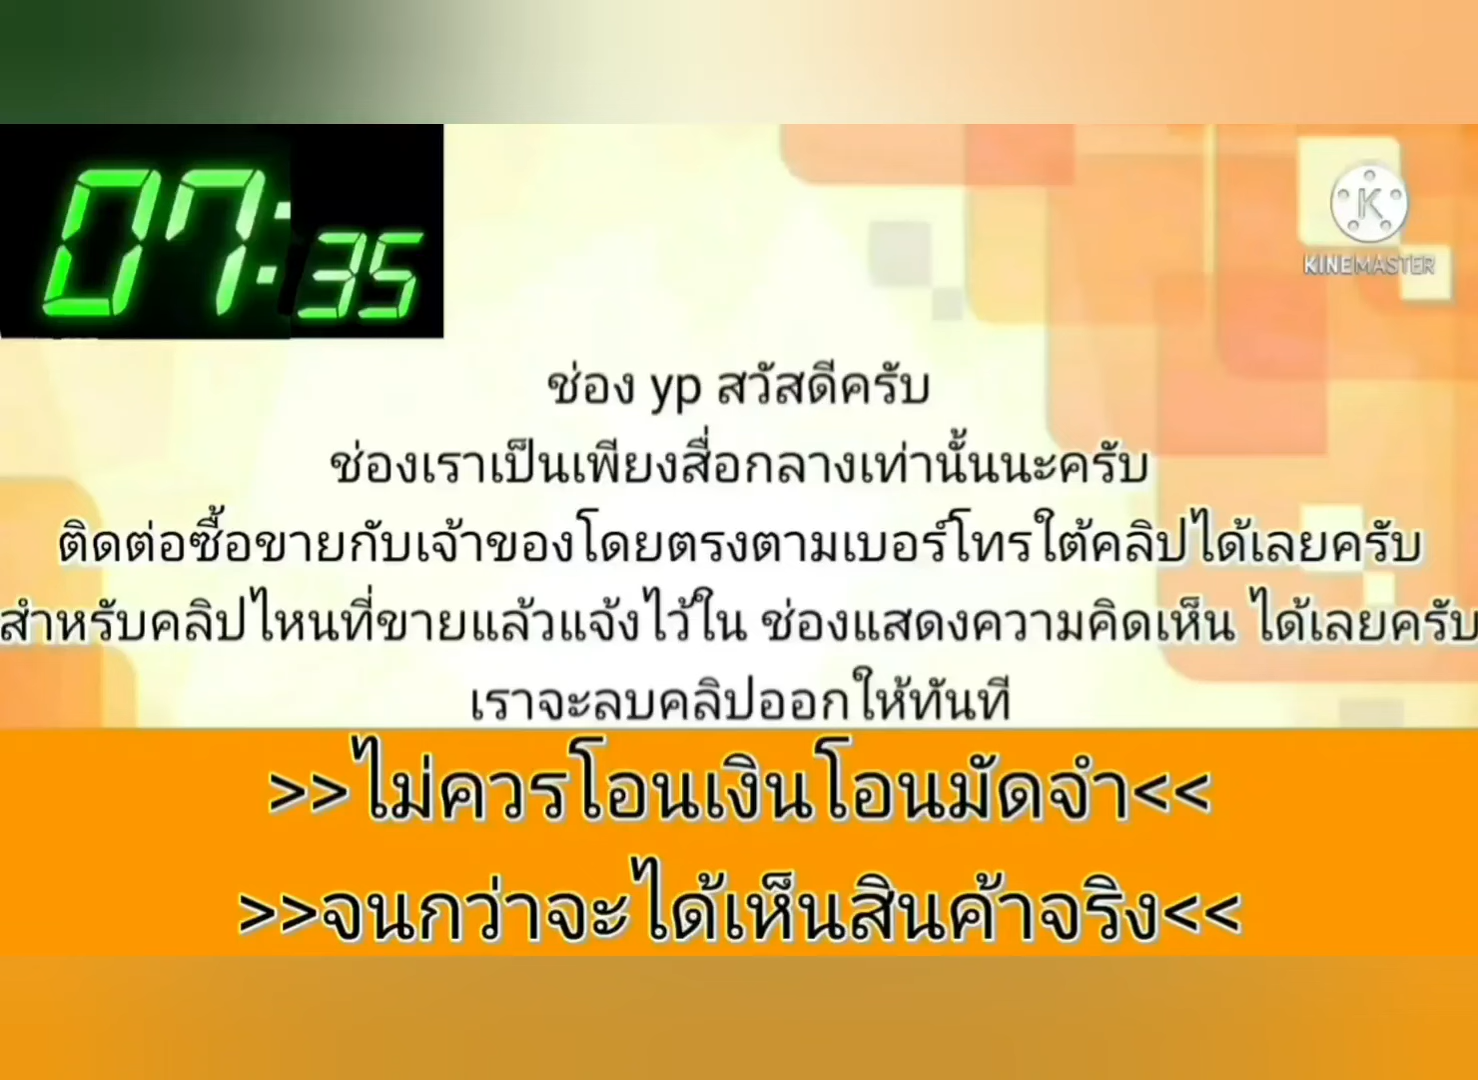 07:35
KINEMASTER
ช่อง yp สวัสดีครับ
ช่องเราเป็นเพียงสื่อกลางเท่านั้นนะครับ
ติดต่อซื้อขายกับเจ้าของโดยตรงตามเบอร์โทรใต้คลิปได้เลยครับ
สำหรับคลิปไหนที่ขายแล้วแจ้งไว้ใน ช่องแสดงความคิดเห็น ได้เลยครับ
เราจะลบคลิปออกให้ทันที
>>ไม่ควรโอนเงินโอนมัดจำ<<
>>จนกว่าจะได้เห็นสินค้าจริง<<